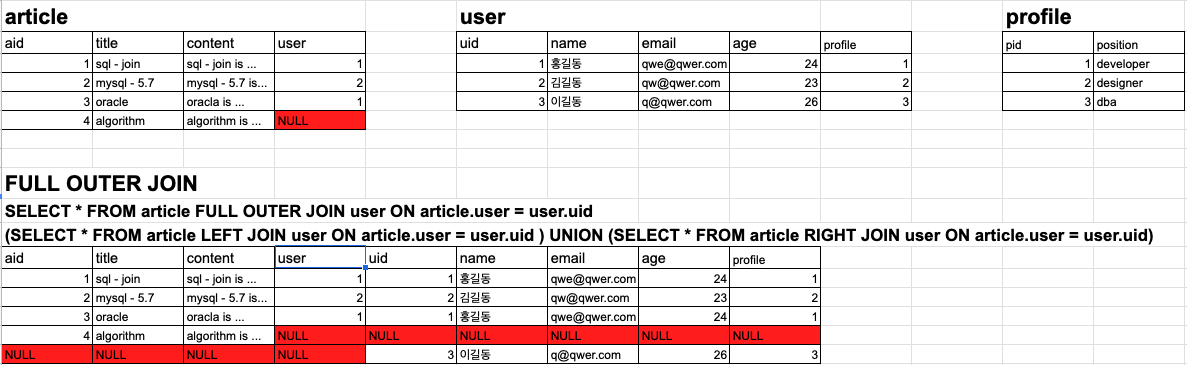 article user profile
aid title content user uid name email age profile pid position
1 sql - join sql - join is ... 1 1 홍길동 qwe@qwer.com 24 1 1 developer
2 mysql - 5.7 mysql - 5.7 is... 2 2 김길동 qw@qwer.com 23 2 2 designer
3 oracle oracla is ... 1 3 이길동 q@qwer.com 26 3 3 dba
4 algorithm algorithm is ... NULL
FULL OUTER JOIN
SELECT * FROM article FULL OUTER JOIN user ON article.user = user.uid
(SELECT * FROM article LEFT JOIN user ON article.user = user.uid ) UNION (SELECT * FROM article RIGHT JOIN user ON article.user = user.uid)
aid title content user uid name email age profile
1 sql - join sql - join is ... 1 1 홍길동 qwe@qwer.com 24 1
2 mysql - 5.7 mysql - 5.7 is... 2 2 김길동 qw@qwer.com 23 2
3 oracle oracla is ... 1 1 홍길동 qwe@qwer.com 24 1
4 algorithm algorithm is ... NULL NULL NULL NULL NULL NULL
NULL NULL NULL NULL 3 이길동 q@qwer.com 26 3